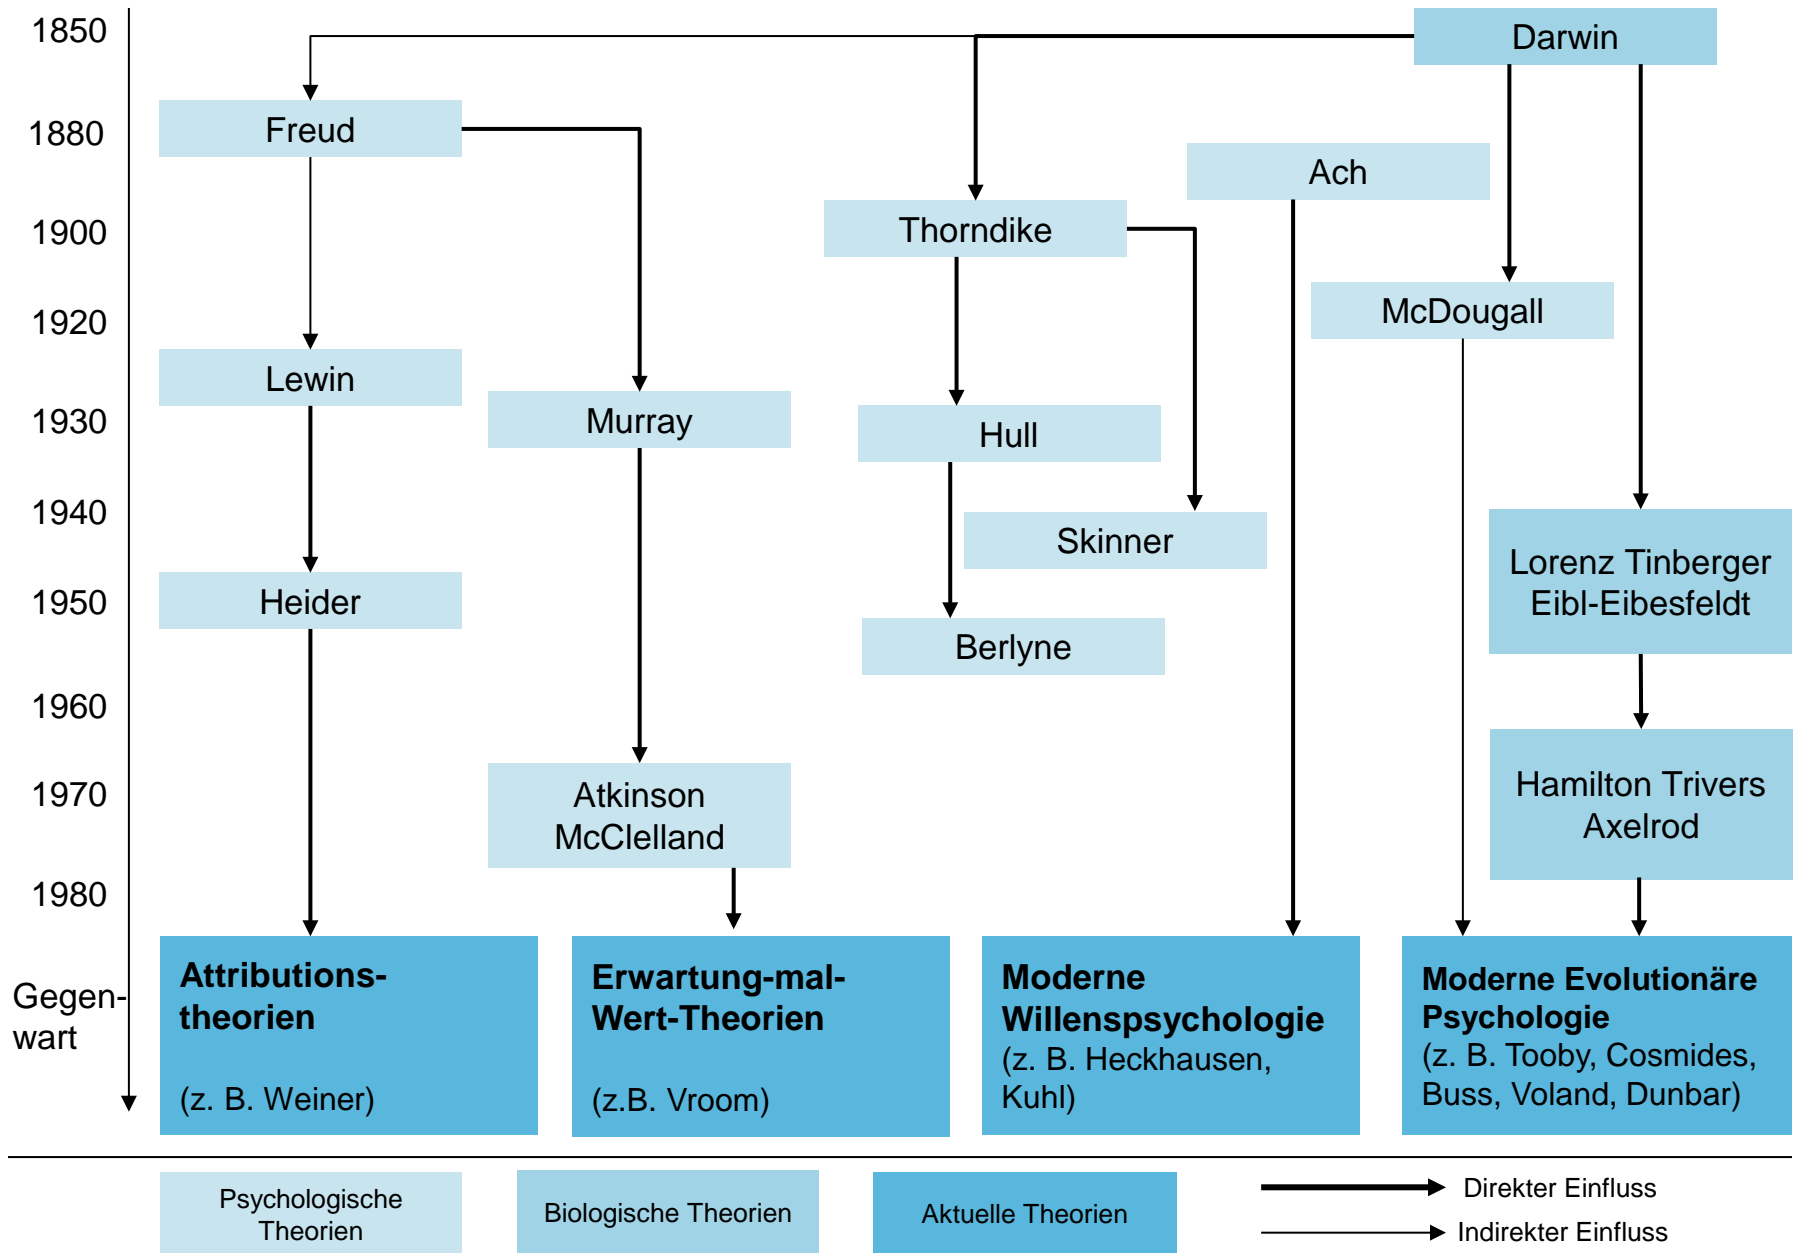 1850
Darwin
1880
Freud
Ach
1900
Thorndike
1920
McDougall
Lewin
1930
Murray
Hull
1940
Skinner
Lorenz Tinberger
Eibl-Eibesfeldt
1950
Heider
Berlyne
1960
1970
Atkinson
McClelland
Hamilton Trivers
Axelrod
1980
Gegen-
wart
Attributions-
theorien
(z. B. Weiner)
Erwartung-mal-
Wert-Theorien
(z.B. Vroom)
Moderne
Willenspsychologie
(z. B. Heckhausen,
Kuhl)
Moderne Evolutionäre
Psychologie
(z. B. Tooby, Cosmides,
Buss, Voland, Dunbar)
Psychologische
Theorien
Biologische Theorien
Aktuelle Theorien
Direkter Einfluss
Indirekter Einfluss